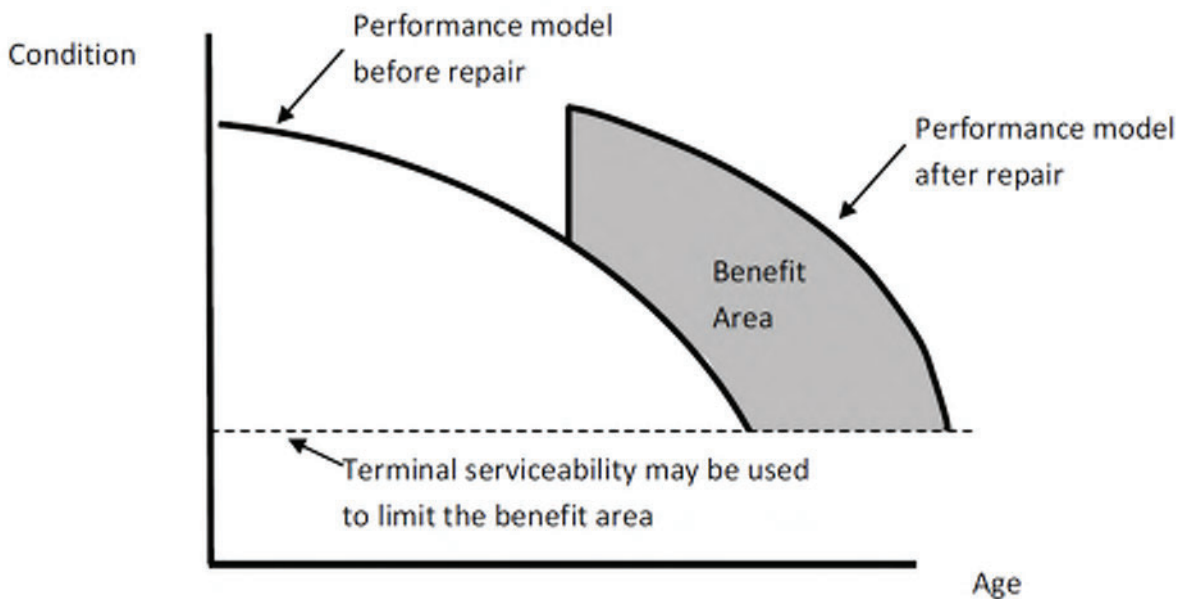 Performance model
before repair
Condition
Performance model
after repair
Benefit
Area
Terminal serviceability may be used
to limit the benefit area
Age